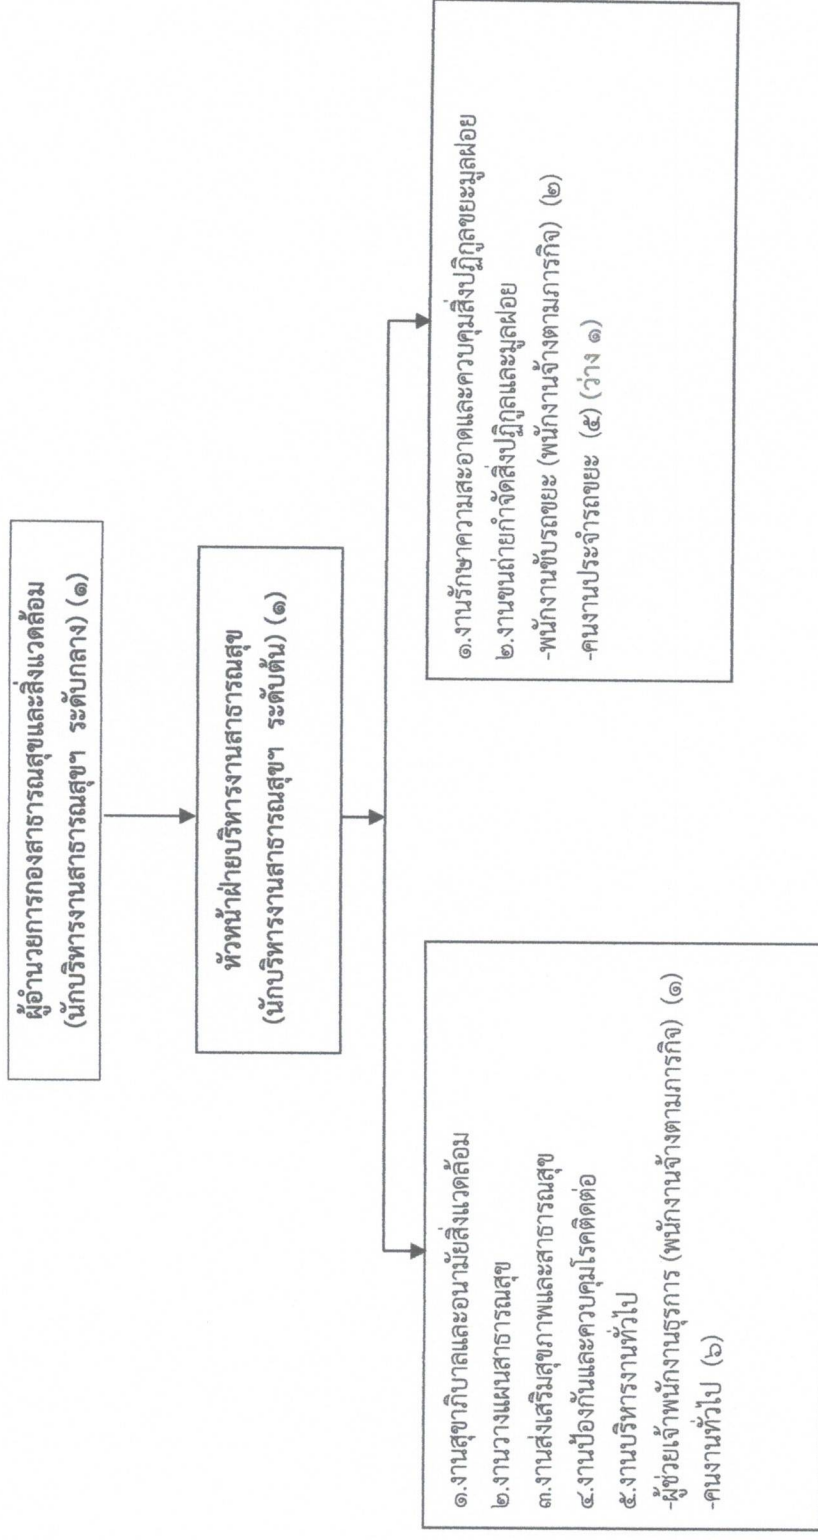 ผู้อำนวยการกองสาธารณสุขและสิ่งแวดล้อม
(นักบริหารงานสาธารณสุขฯ ระดับกลาง) (๑)
หัวหน้าฝ่ายบริหารงานสาธารณสุข
(นักบริหารงานสาธารณสุขฯ ระดับต้น) (๑)
๑.งานสุขาภิบาลและอนามัยสิ่งแวดล้อม
๒.งานวางแผนสาธารณสุข
๓.งานส่งเสริมสุขภาพและสาธารณสุข
๔.งานป้องกันและควบคุมโรคติดต่อ
๕.งานบริหารงานทั่วไป
-ผู้ช่วยเจ้าพนักงานธุรการ (พนักงานจ้างตามภารกิจ) (๑)
-คนงานทั่วไป (๖)
๑.งานรักษาความสะอาดและควบคุมสิ่งปฏิกูลขยะมูลฝอย
๒.งานขนถ่ายกำจัดสิ่งปฏิกูลและมูลฝอย
-พนักงานขับรถขยะ (พนักงานจ้างตามภารกิจ) (๒)
-คนงานประจำรถขยะ (๕) (ว่าง ๑)